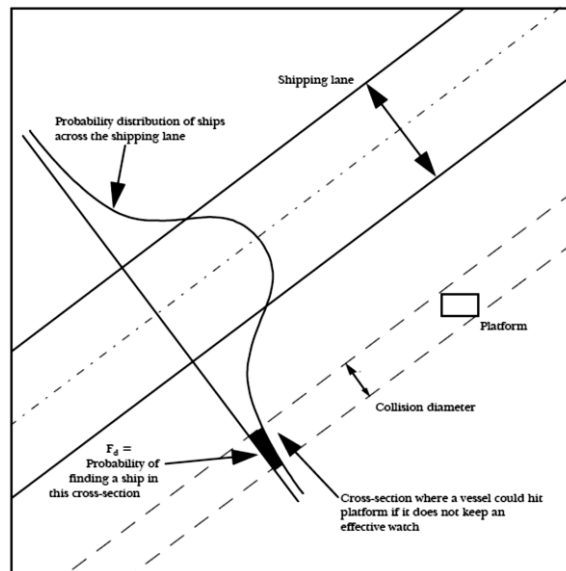 Shipping lane
Probability distribution of ships
across the shipping lane
Platform
Collision diameter
F_d =
Probability of
finding a ship in
this cross-section
Cross-section where a vessel could hit
platform if it does not keep an
effective watch